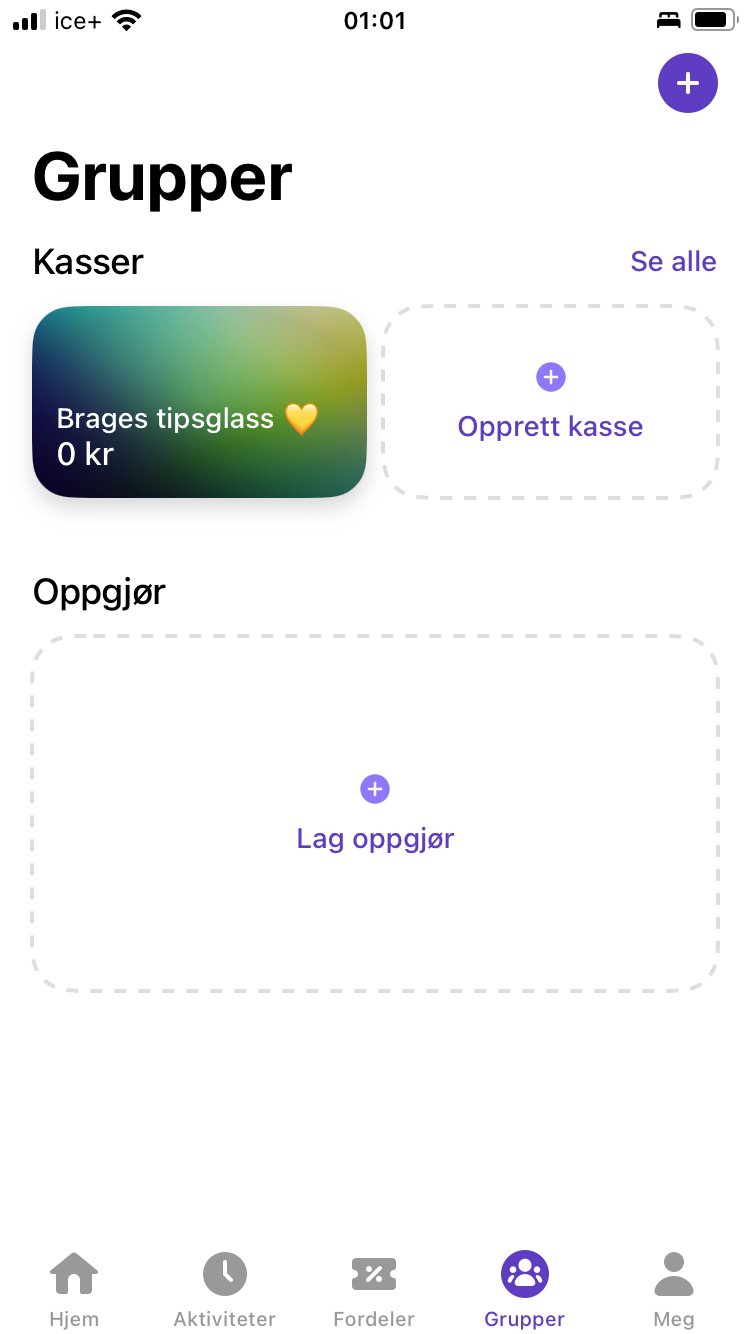 ice+ 01:01
Grupper
Kasser Se alle
Brages tipsglass 💛
0 kr
Opprett kasse
Oppgjør
Lag oppgjør
Hjem Aktiviteter Fordeler Grupper Meg